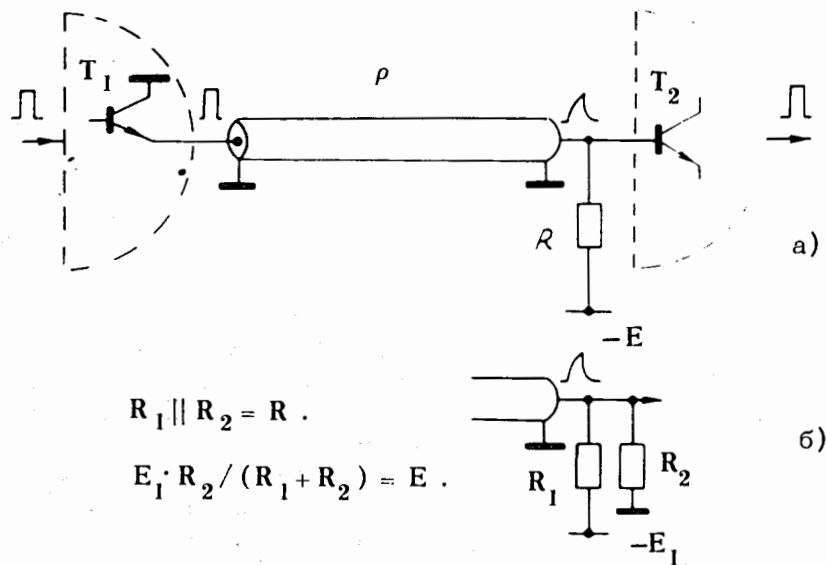 T₁
ρ
T₂
R
а)
−E
R₁ || R₂ = R .
E₁· R₂ / (R₁ + R₂) = E .
б)
R₁
R₂
−E₁